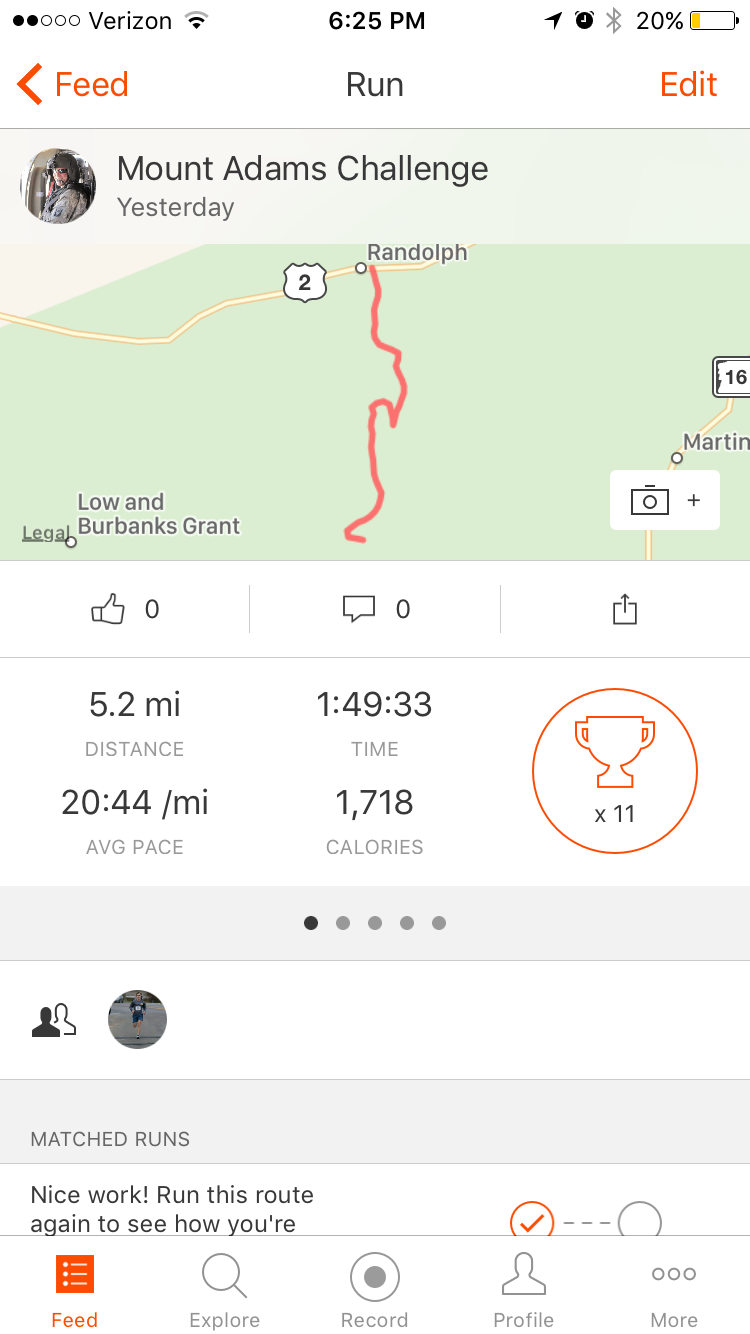 Verizon 6:25 PM 20%
Feed Run Edit
Mount Adams Challenge
Yesterday
Randolph
2
16
Martin
Low and
Burbanks Grant
Legal
+
0 0
5.2 mi 1:49:33
DISTANCE TIME
20:44 /mi 1,718
AVG PACE CALORIES
x 11
MATCHED RUNS
Nice work! Run this route
again to see how you're
Feed Explore Record Profile More